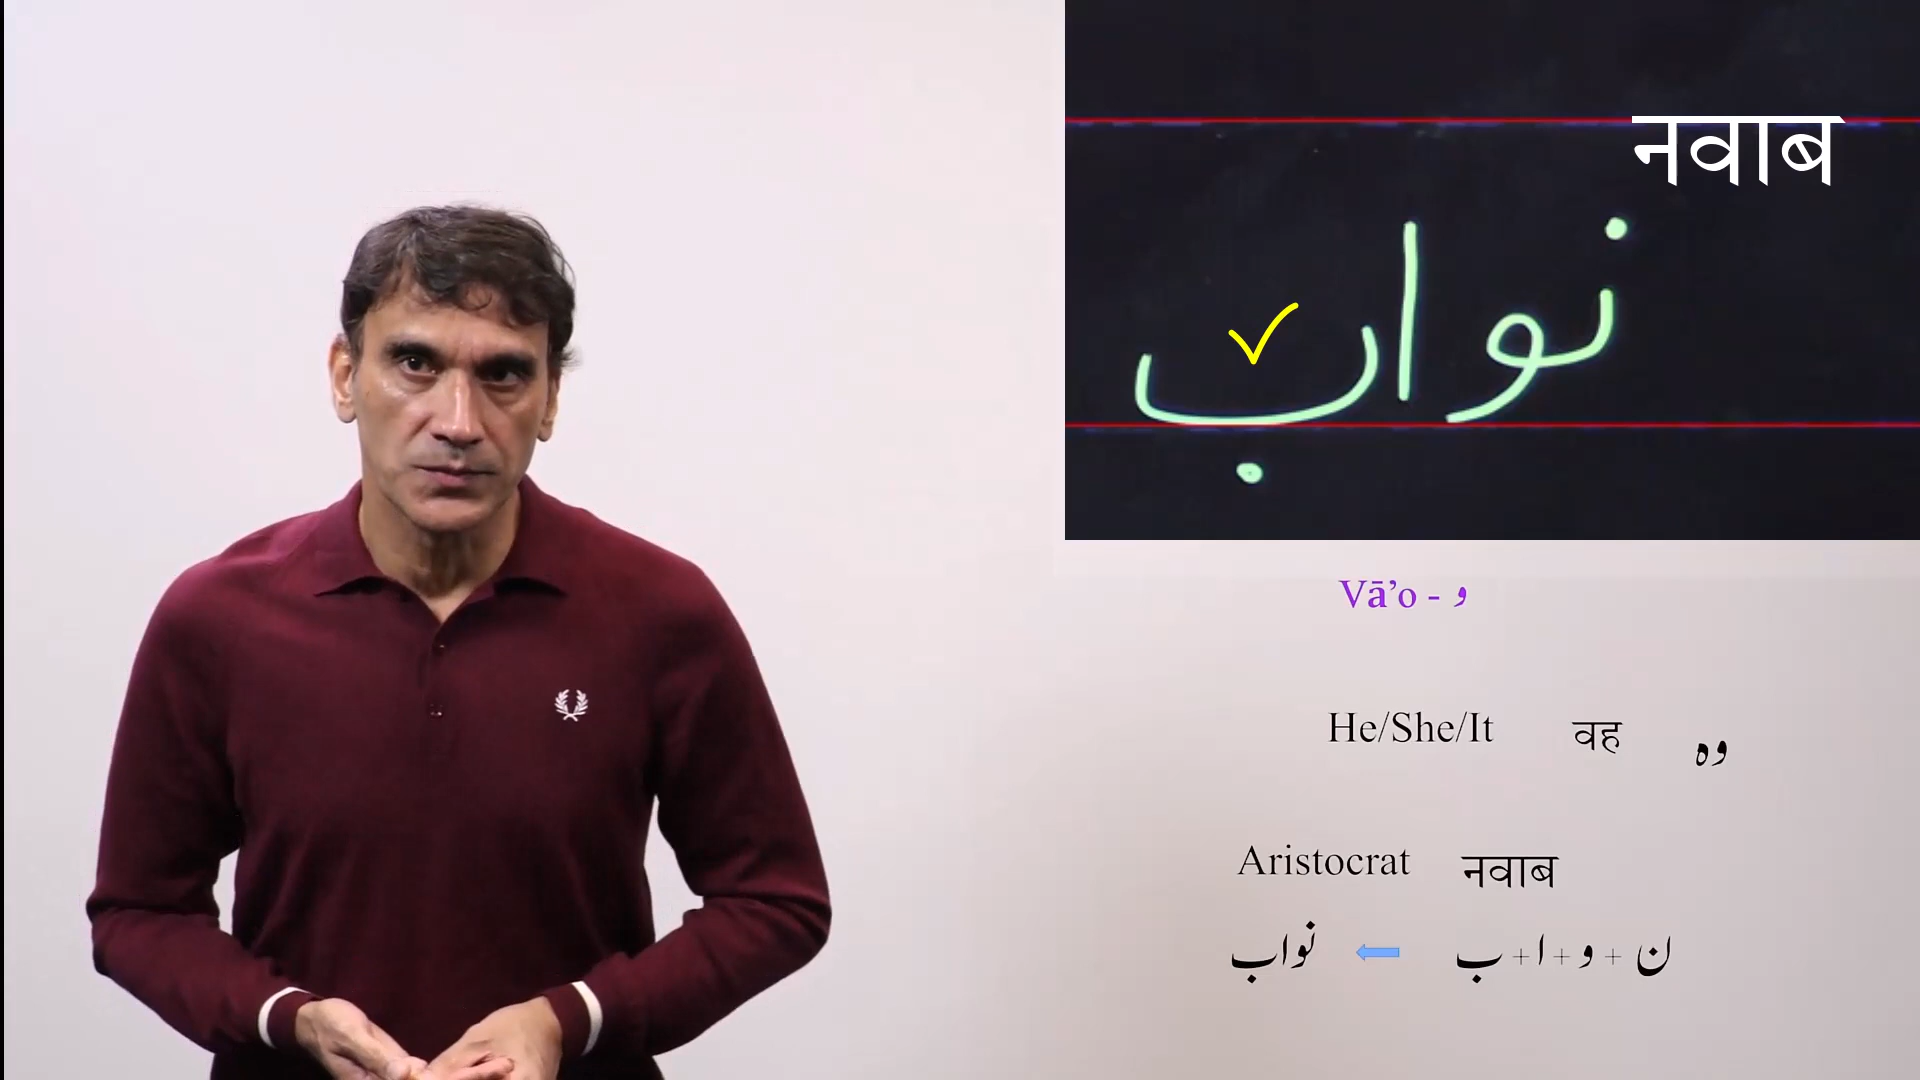 नवाब
نواب
Vā’o - و
He/She/It वह وہ
Aristocrat नवाब
ن + و + ا + ب نواب